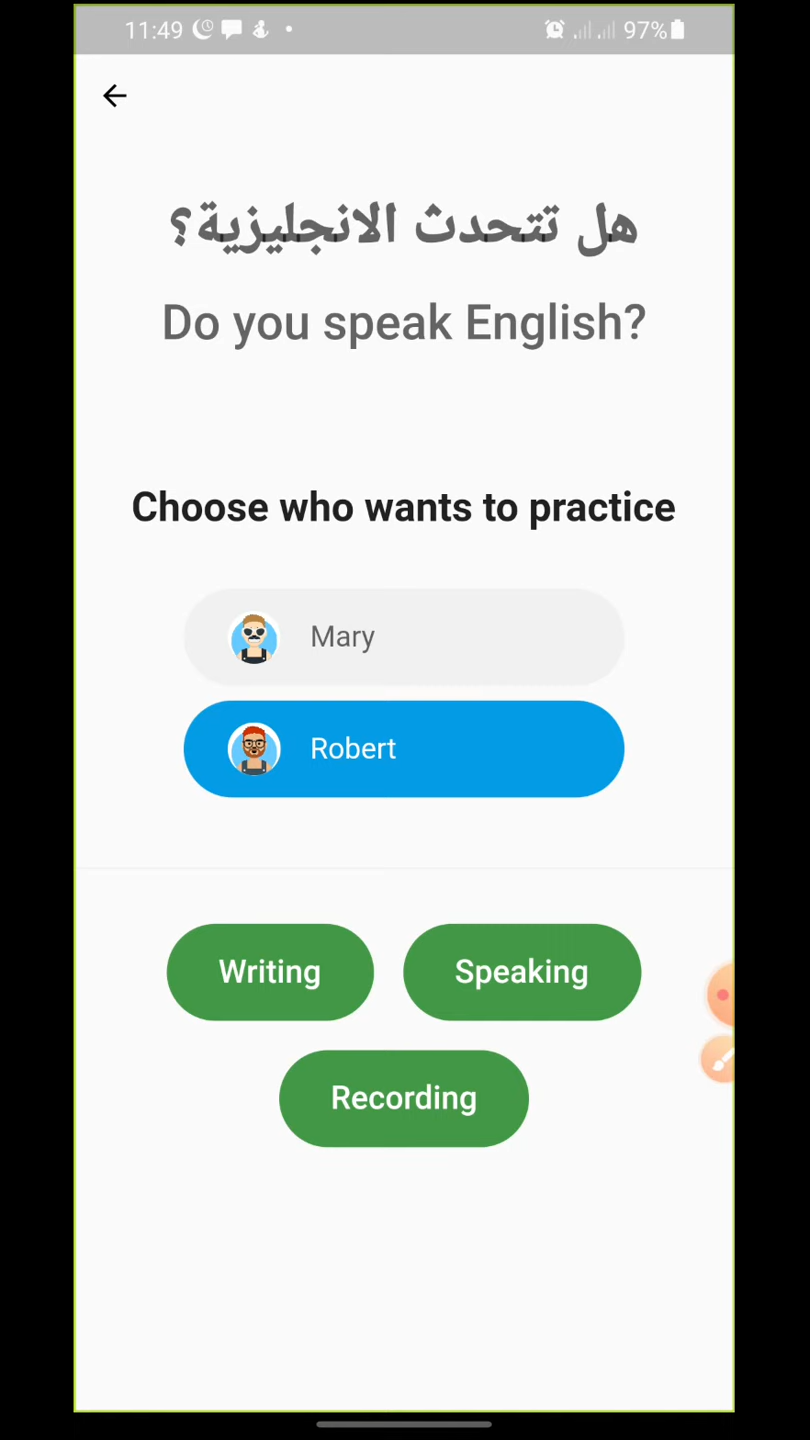 11:49 97%
هل تتحدث الانجليزية؟
Do you speak English?
Choose who wants to practice
Mary
Robert
Writing Speaking
Recording